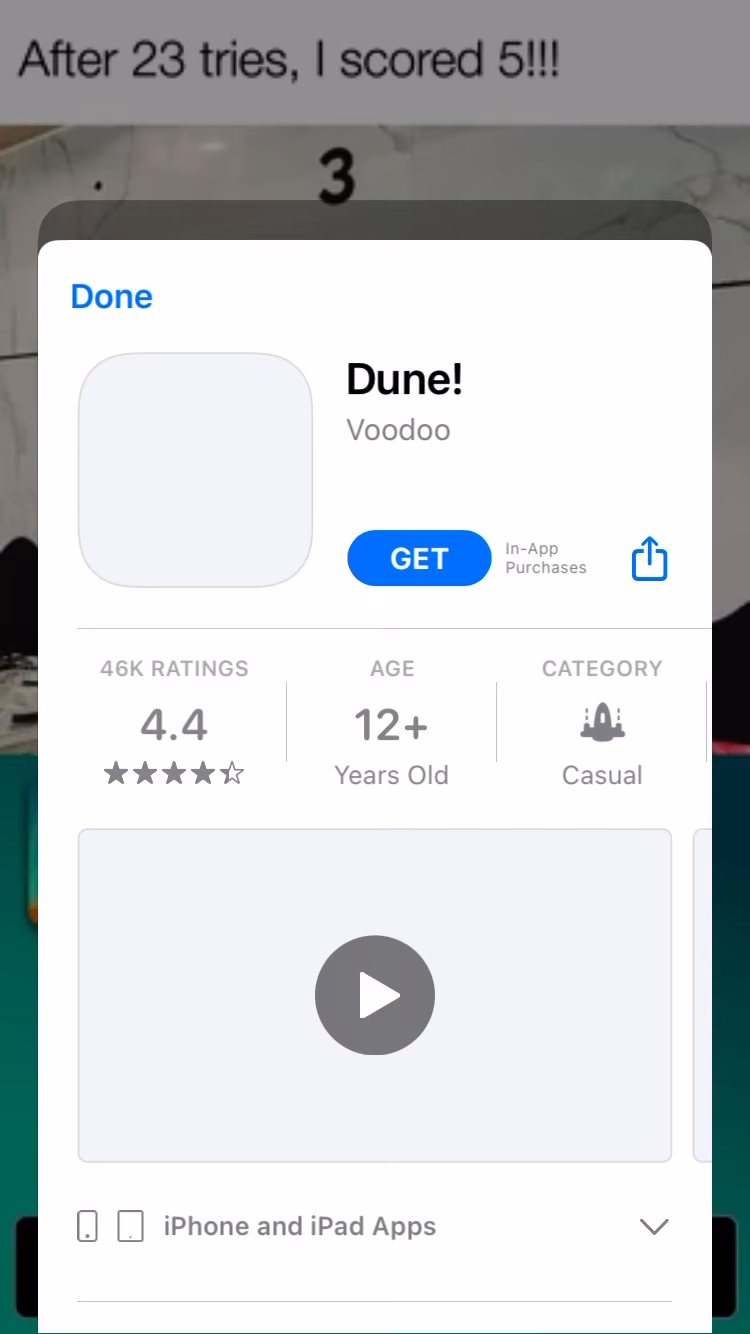 After 23 tries, I scored 5!!!
3
Done
Dune!
Voodoo
GET
In-App
Purchases
46K RATINGS
4.4
AGE
12+
Years Old
CATEGORY
Casual
iPhone and iPad Apps